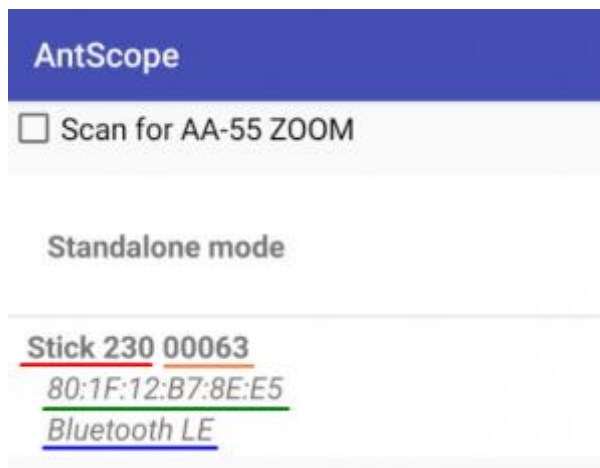 AntScope
Scan for AA-55 ZOOM
Standalone mode
Stick 230 00063
80:1F:12:B7:8E:E5
Bluetooth LE